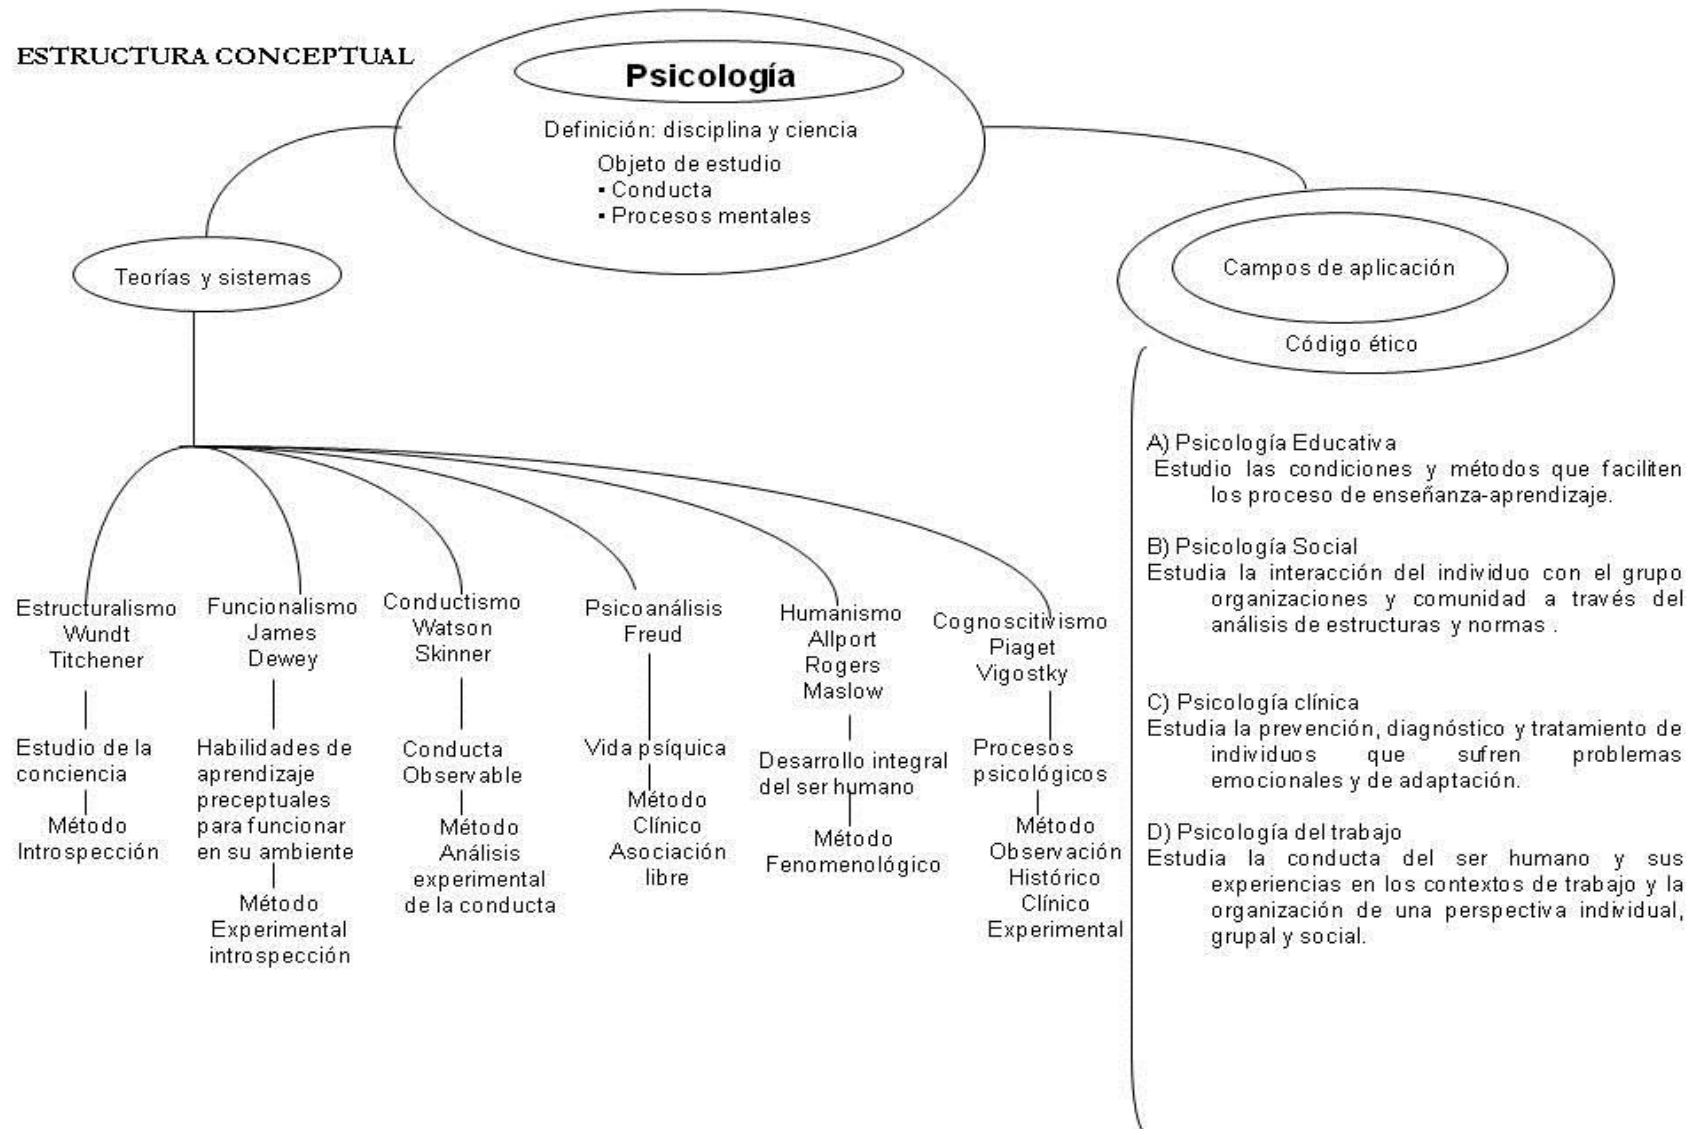 ESTRUCTURA CONCEPTUAL
Psicología
Definición: disciplina y ciencia
Objeto de estudio
▪ Conducta
▪ Procesos mentales
Teorías y sistemas
Campos de aplicación
Código ético
Estructuralismo
Wundt
Titchener
Estudio de la
conciencia
Método
Introspección
Funcionalismo
James
Dewey
Habilidades de
aprendizaje
preceptuales
para funcionar
en su ambiente
Método
Experimental
introspección
Conductismo
Watson
Skinner
Conducta
Observable
Método
Análisis
experimental
de la conducta
Psicoanálisis
Freud
Vida psíquica
Método
Clínico
Asociación
libre
Humanismo
Allport
Rogers
Maslow
Desarrollo integral
del ser humano
Método
Fenomenológico
Cognoscitivismo
Piaget
Vigostky
Procesos
psicológicos
Método
Observación
Histórico
Clínico
Experimental
A) Psicología Educativa
Estudio las condiciones y métodos que faciliten
los proceso de enseñanza-aprendizaje.
B) Psicología Social
Estudia la interacción del individuo con el grupo
organizaciones y comunidad a través del
análisis de estructuras y normas .
C) Psicología clínica
Estudia la prevención, diagnóstico y tratamiento de
individuos que sufren problemas
emocionales y de adaptación.
D) Psicología del trabajo
Estudia la conducta del ser humano y sus
experiencias en los contextos de trabajo y la
organización de una perspectiva individual,
grupal y social.